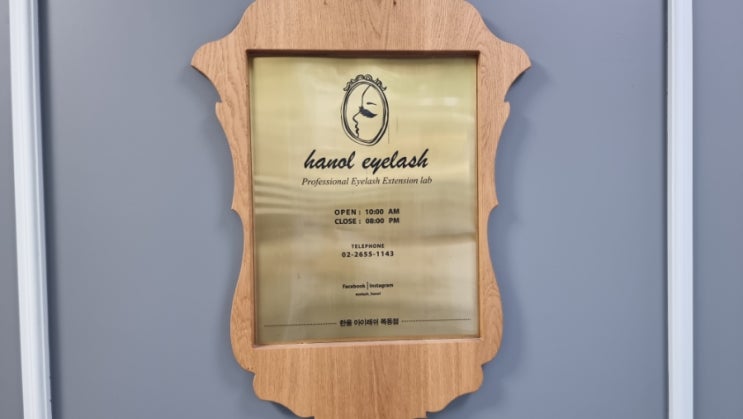 hanol eyelash
Professional Eyelash Extension lab
OPEN : 10:00 AM
CLOSE : 08:00 PM
TELEPHONE
02-2655-1143
Facebook | Instagram
eyelash_hanol
한올 아이래쉬 목동점